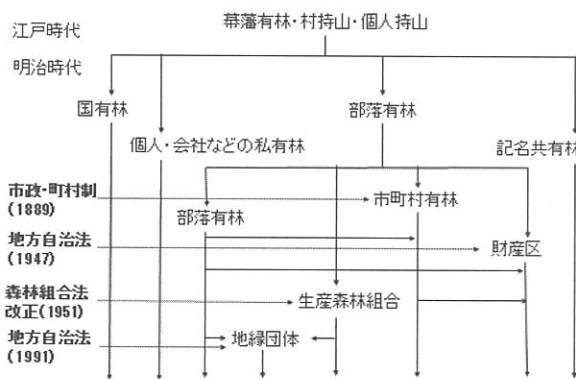 江戸時代
幕藩有林・村持山・個人持山
明治時代
国有林
部落有林
個人・会社などの私有林
記名共有林
市政・町村制
(1889)
部落有林
市町村有林
地方自治法
(1947)
財産区
森林組合法
改正(1951)
生産森林組合
地方自治法
(1991)
地縁団体